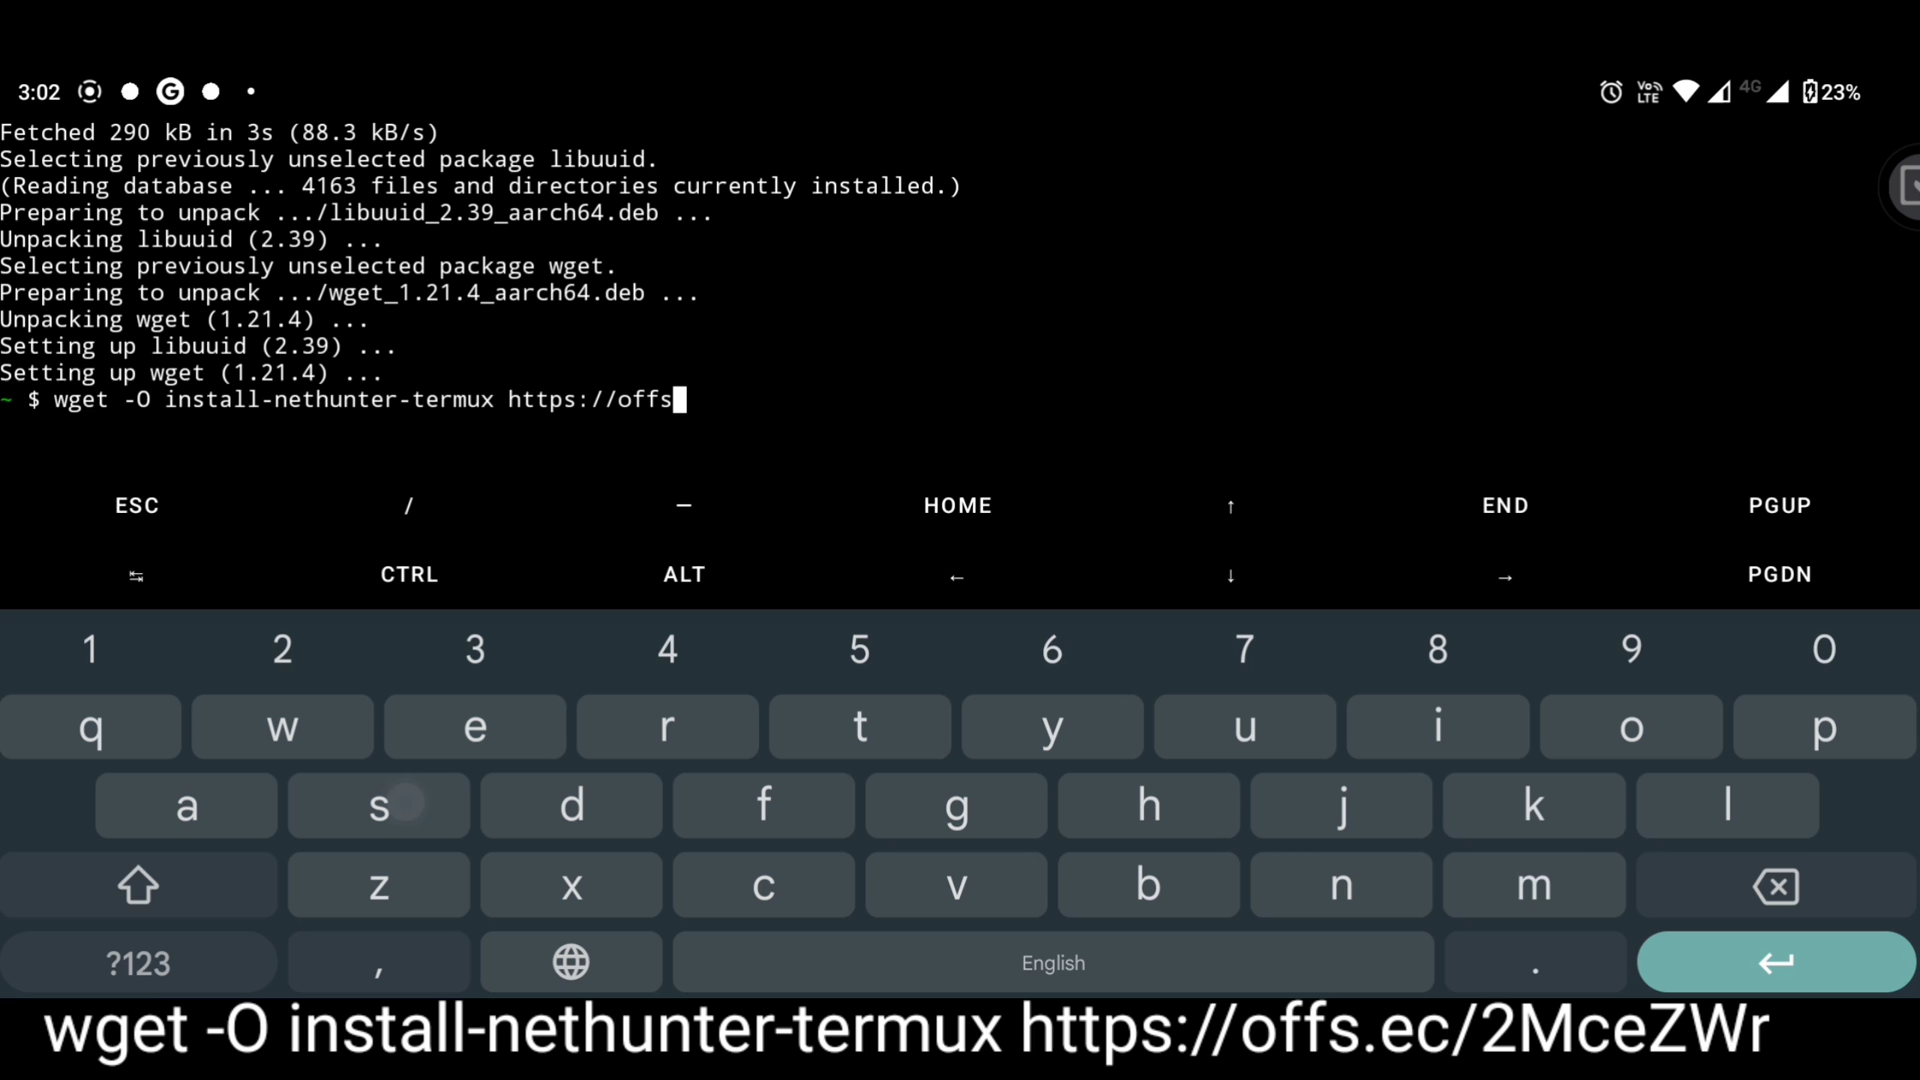 3:02 G Vo) LTE 4G 23%
Fetched 290 kB in 3s (88.3 kB/s)
Selecting previously unselected package libuuid.
(Reading database ... 4163 files and directories currently installed.)
Preparing to unpack .../libuuid_2.39_aarch64.deb ...
Unpacking libuuid (2.39) ...
Selecting previously unselected package wget.
Preparing to unpack .../wget_1.21.4_aarch64.deb ...
Unpacking wget (1.21.4) ...
Setting up libuuid (2.39) ...
Setting up wget (1.21.4) ...
~ $ wget -O install-nethunter-termux https://offs
ESC / — HOME ↑ END PGUP
↹ CTRL ALT ← ↓ → PGDN
1 2 3 4 5 6 7 8 9 0
q w e r t y u i o p
a s d f g h j k l
z x c v b n m
?123 , English .
wget -O install-nethunter-termux https://offs.ec/2MceZWr